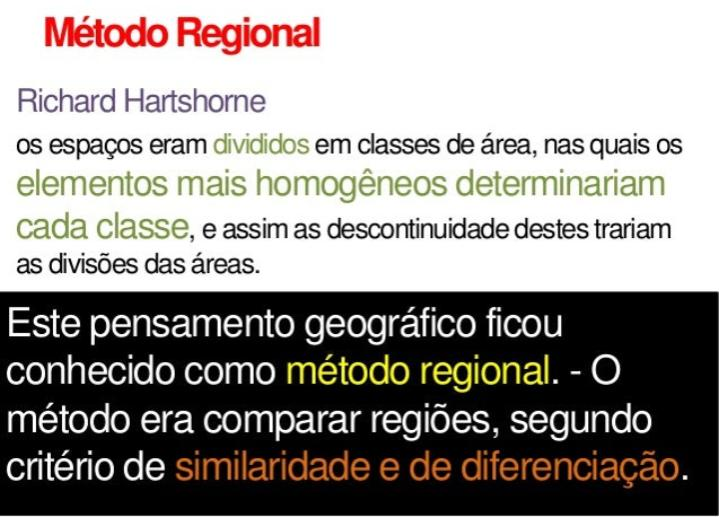 Método Regional
Richard Hartshorne
os espaços eram divididos em classes de área, nas quais os
elementos mais homogêneos determinariam
cada classe, e assim as descontinuidade destes trariam
as divisões das áreas.
Este pensamento geográfico ficou
conhecido como método regional. - O
método era comparar regiões, segundo
critério de similaridade e de diferenciação.